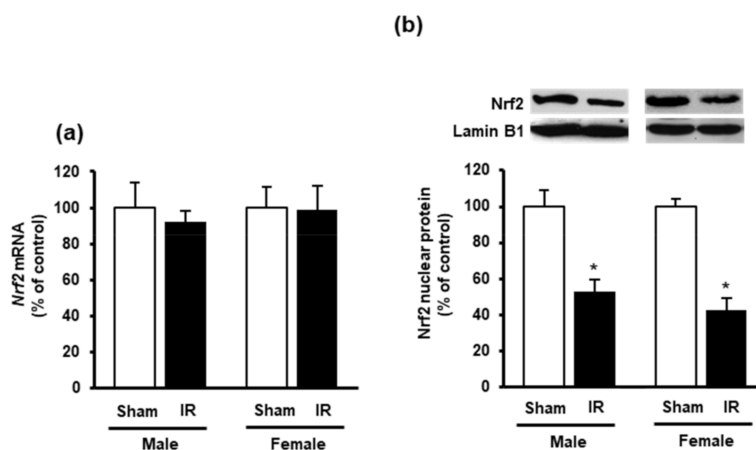 (a)
Nrf2 mRNA
(% of control)
120
100
80
60
40
20
0
Sham IR Sham IR
Male Female
(b)
Nrf2
Lamin B1
Nrf2 nuclear protein
(% of control)
120
100
80
60
40
20
0
* *
Sham IR Sham IR
Male Female